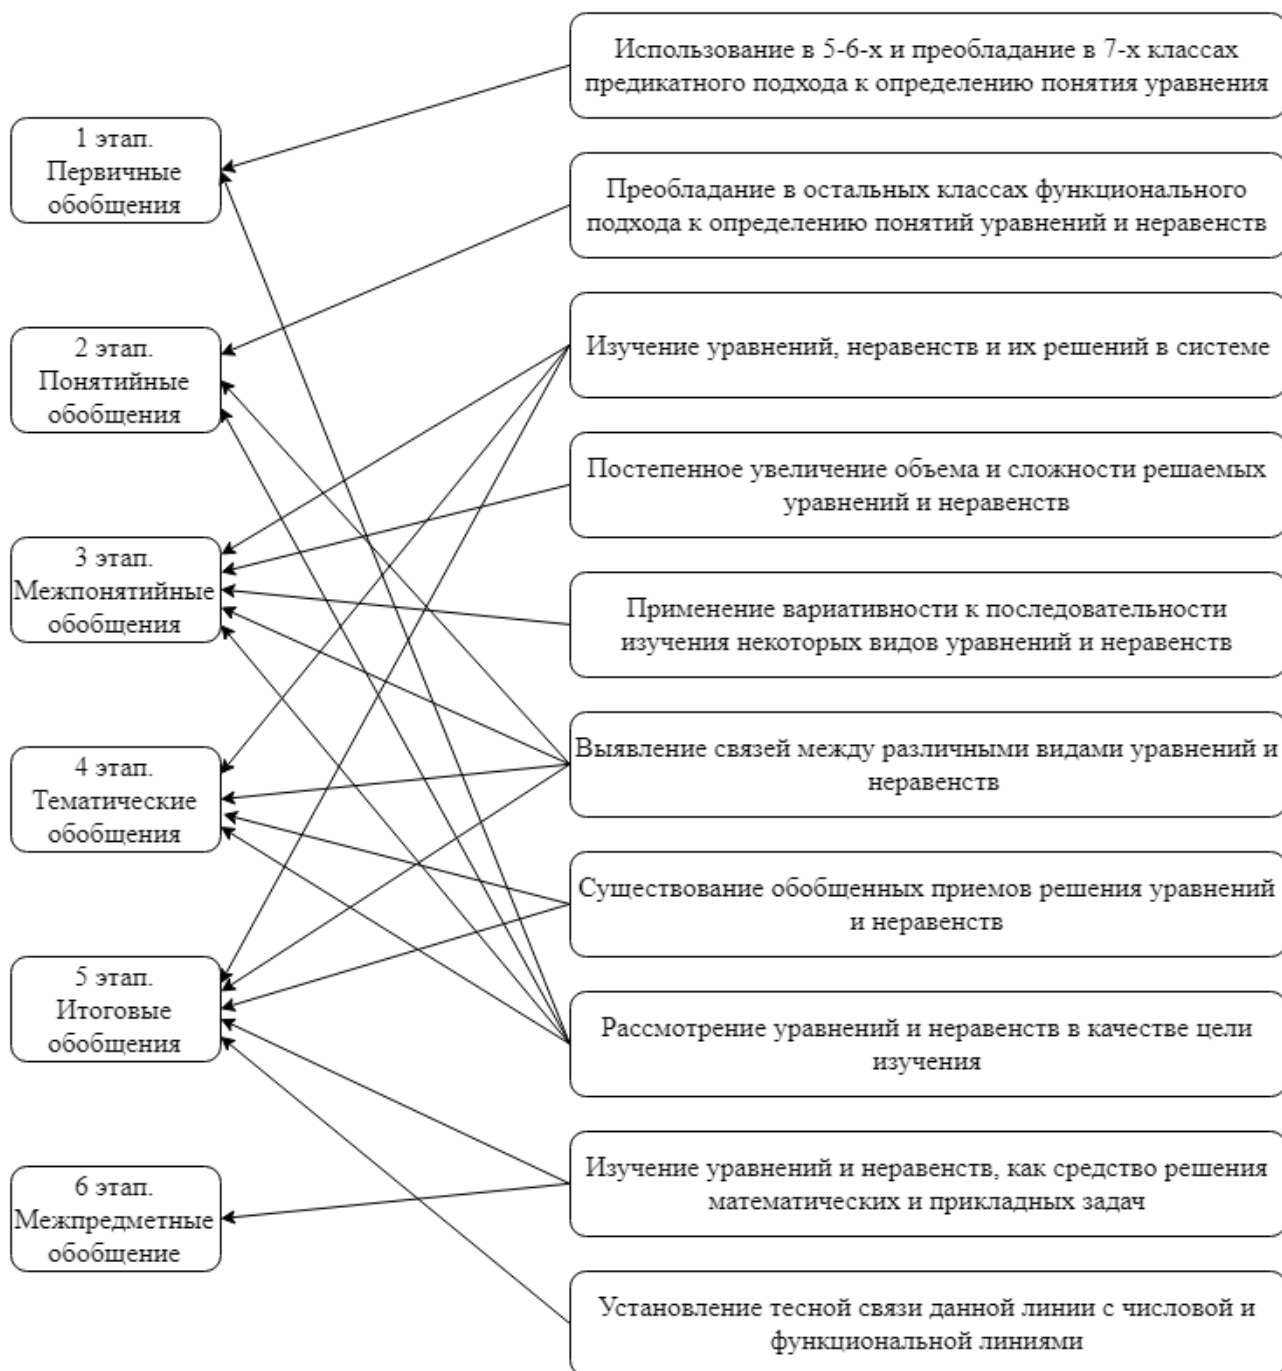 1 этап.
Первичные
обобщения
2 этап.
Понятийные
обобщения
3 этап.
Межпонятийные
обобщения
4 этап.
Тематические
обобщения
5 этап.
Итоговые
обобщения
6 этап.
Межпредметные
обобщение
Использование в 5-6-х и преобладание в 7-х классах
предикатного подхода к определению понятия уравнения
Преобладание в остальных классах функционального
подхода к определению понятий уравнений и неравенств
Изучение уравнений, неравенств и их решений в системе
Постепенное увеличение объема и сложности решаемых
уравнений и неравенств
Применение вариативности к последовательности
изучения некоторых видов уравнений и неравенств
Выявление связей между различными видами уравнений и
неравенств
Существование обобщенных приемов решения уравнений
и неравенств
Рассмотрение уравнений и неравенств в качестве цели
изучения
Изучение уравнений и неравенств, как средство решения
математических и прикладных задач
Установление тесной связи данной линии с числовой и
функциональной линиями